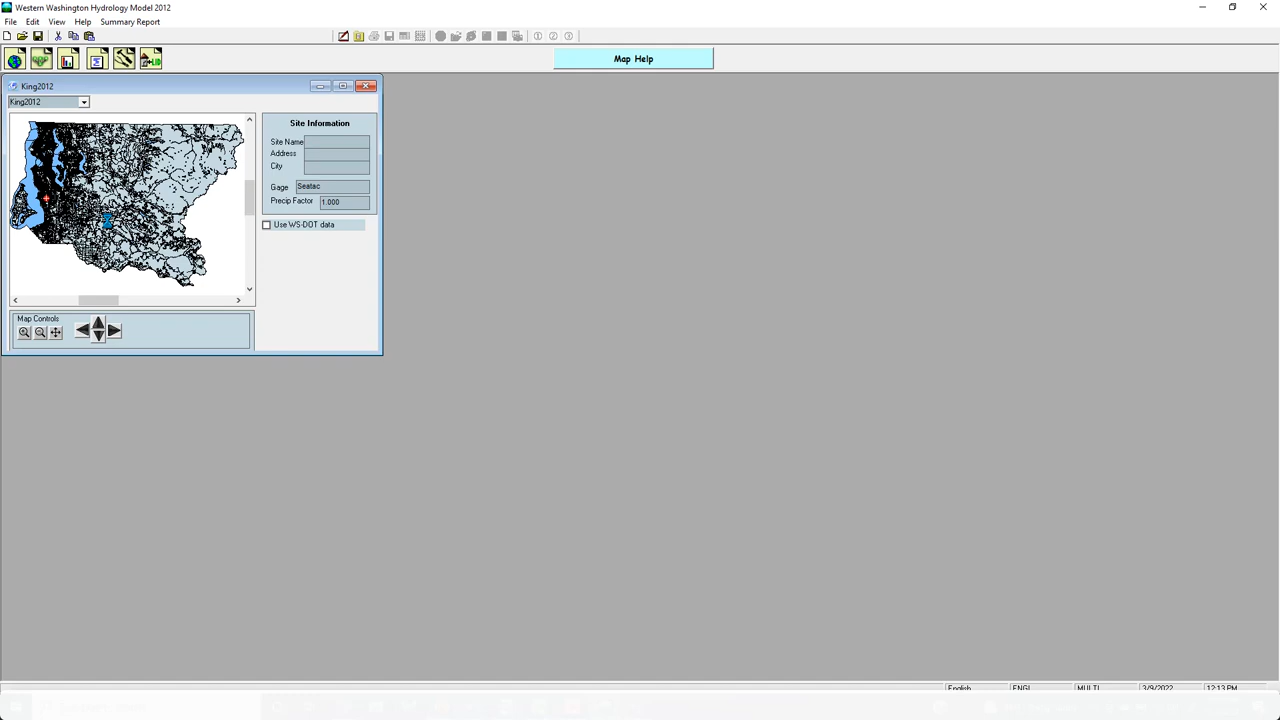 Western Washington Hydrology Model 2012
File Edit View Help Summary Report
Map Help
King2012
King2012
Site Information
Site Name
Address
City
Gage Seatac
Precip Factor 1.000
Use WS-DOT data
Map Controls
English ENGL MULTI 3/9/2022 12:13 PM